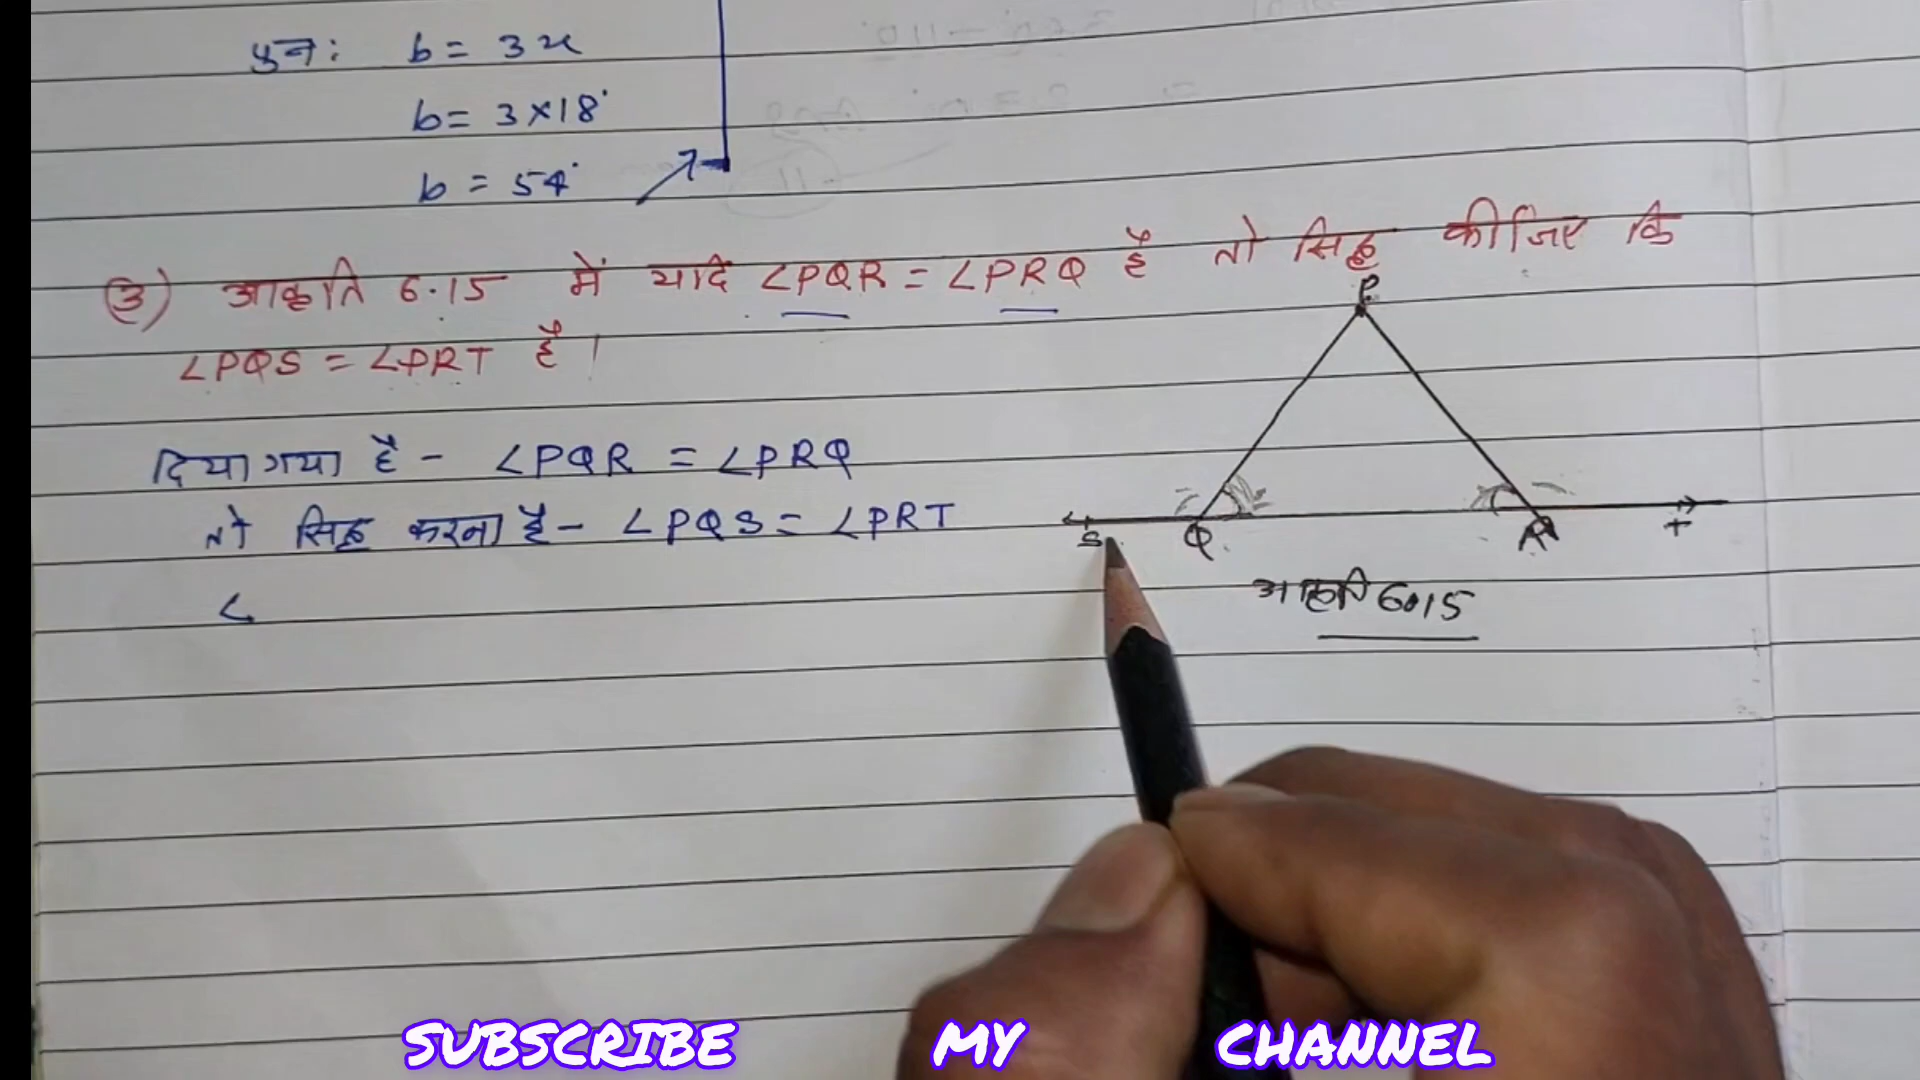 पुनः b = 3x
b = 3×18°
b = 54°
③) आकृति 6.15 में यदि ∠PQR = ∠PRQ है तो सिद्ध कीजिए कि
∠PQS = ∠PRT है।
दिया गया है - ∠PQR = ∠PRQ
तो सिद्ध करना है - ∠PQS = ∠PRT
∠
P
S Q R T
आकृति 6.15
SUBSCRIBE MY CHANNEL